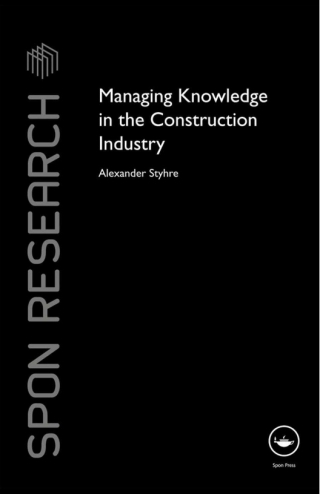 SPON RESEARCH
Managing Knowledge
in the Construction
Industry
Alexander Styhre
Spon Press